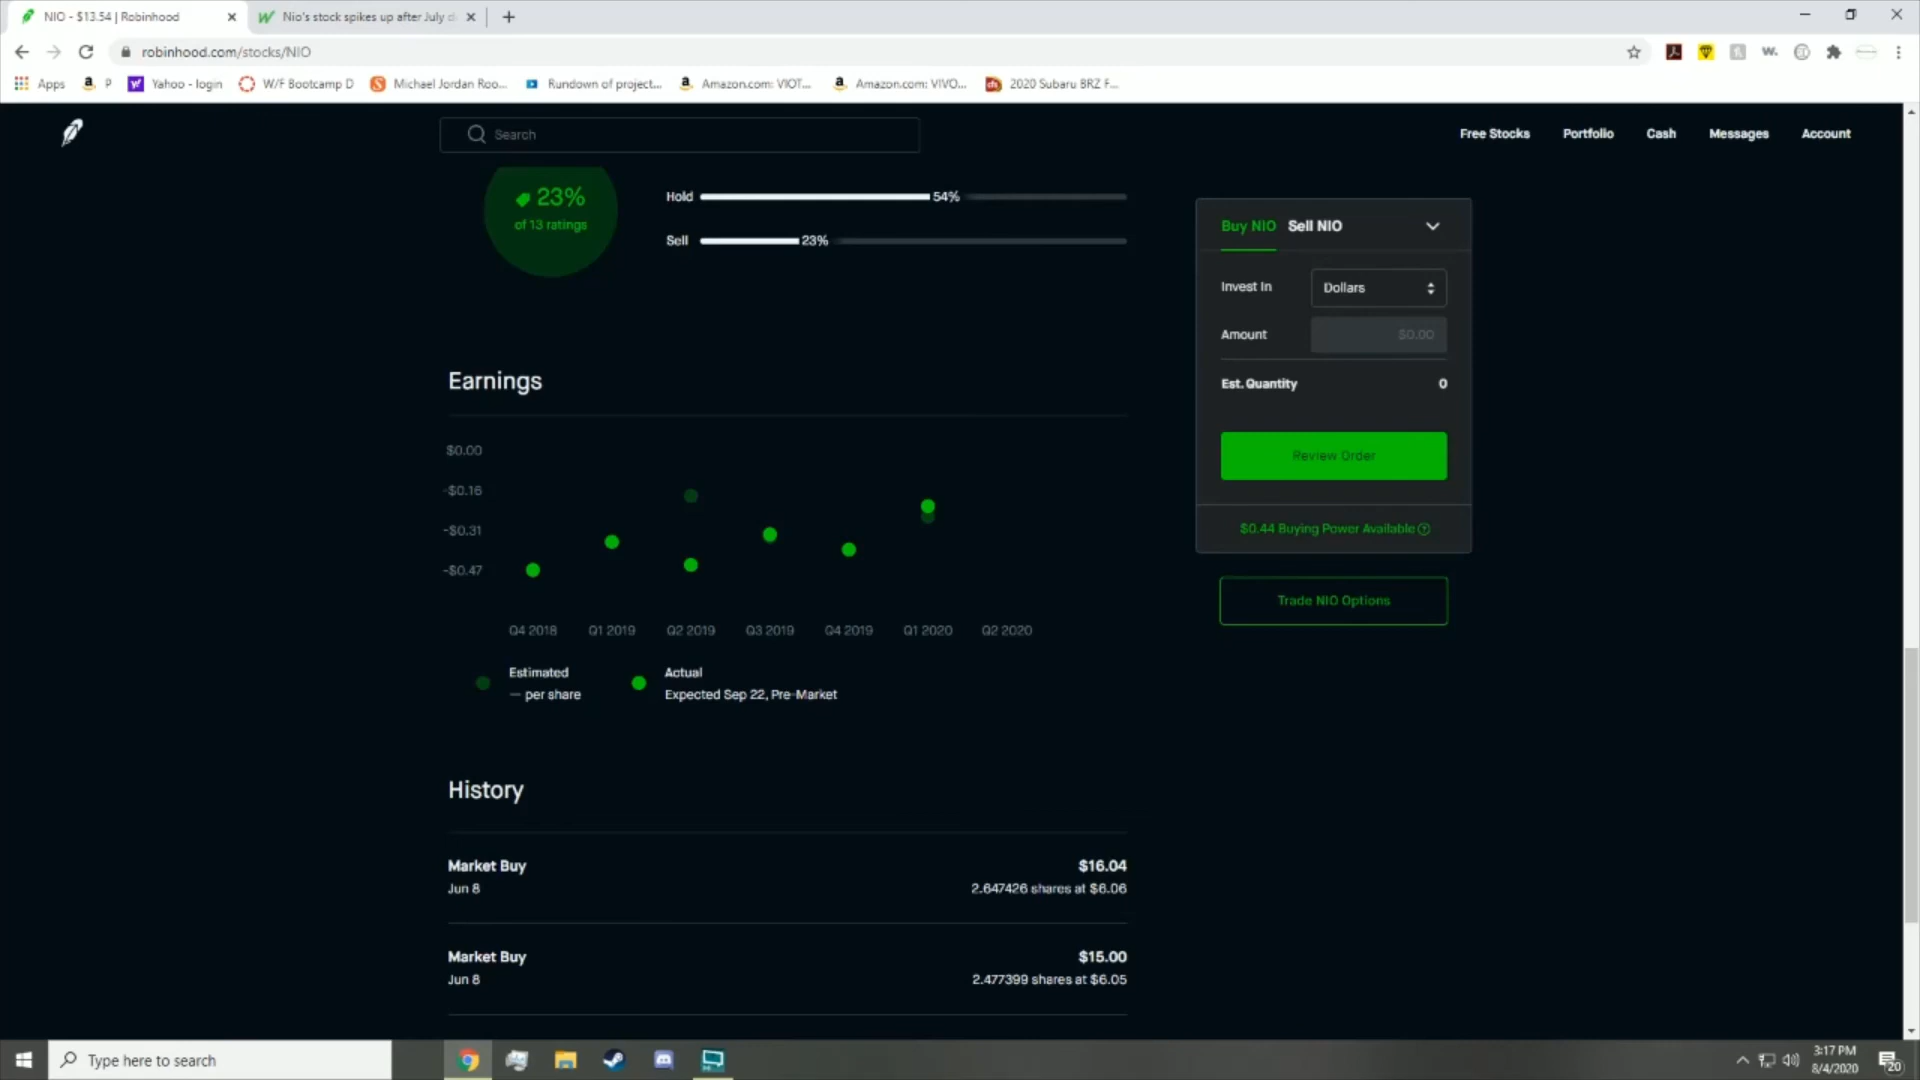 NIO - $13.54 | Robinhood
Nio's stock spikes up after July d
robinhood.com/stocks/NIO
Apps
P
Yahoo - login
W/F Bootcamp D
Michael Jordan Roo...
Rundown of project...
Amazon.com: VIOT...
Amazon.com: VIVO...
2020 Subaru BRZ F...
Search
Free Stocks
Portfolio
Cash
Messages
Account
23%
of 13 ratings
Hold 54%
Sell 23%
Buy NIO
Sell NIO
Invest In
Dollars
Amount
$0.00
Est. Quantity
0
Review Order
$0.44 Buying Power Available
Trade NIO Options
Earnings
$0.00
-$0.16
-$0.31
-$0.47
Q4 2018
Q1 2019
Q2 2019
Q3 2019
Q4 2019
Q1 2020
Q2 2020
Estimated
— per share
Actual
Expected Sep 22, Pre-Market
History
Market Buy
$16.04
Jun 8
2.647426 shares at $6.06
Market Buy
$15.00
Jun 8
2.477399 shares at $6.05
Type here to search
3:17 PM
8/4/2020
20